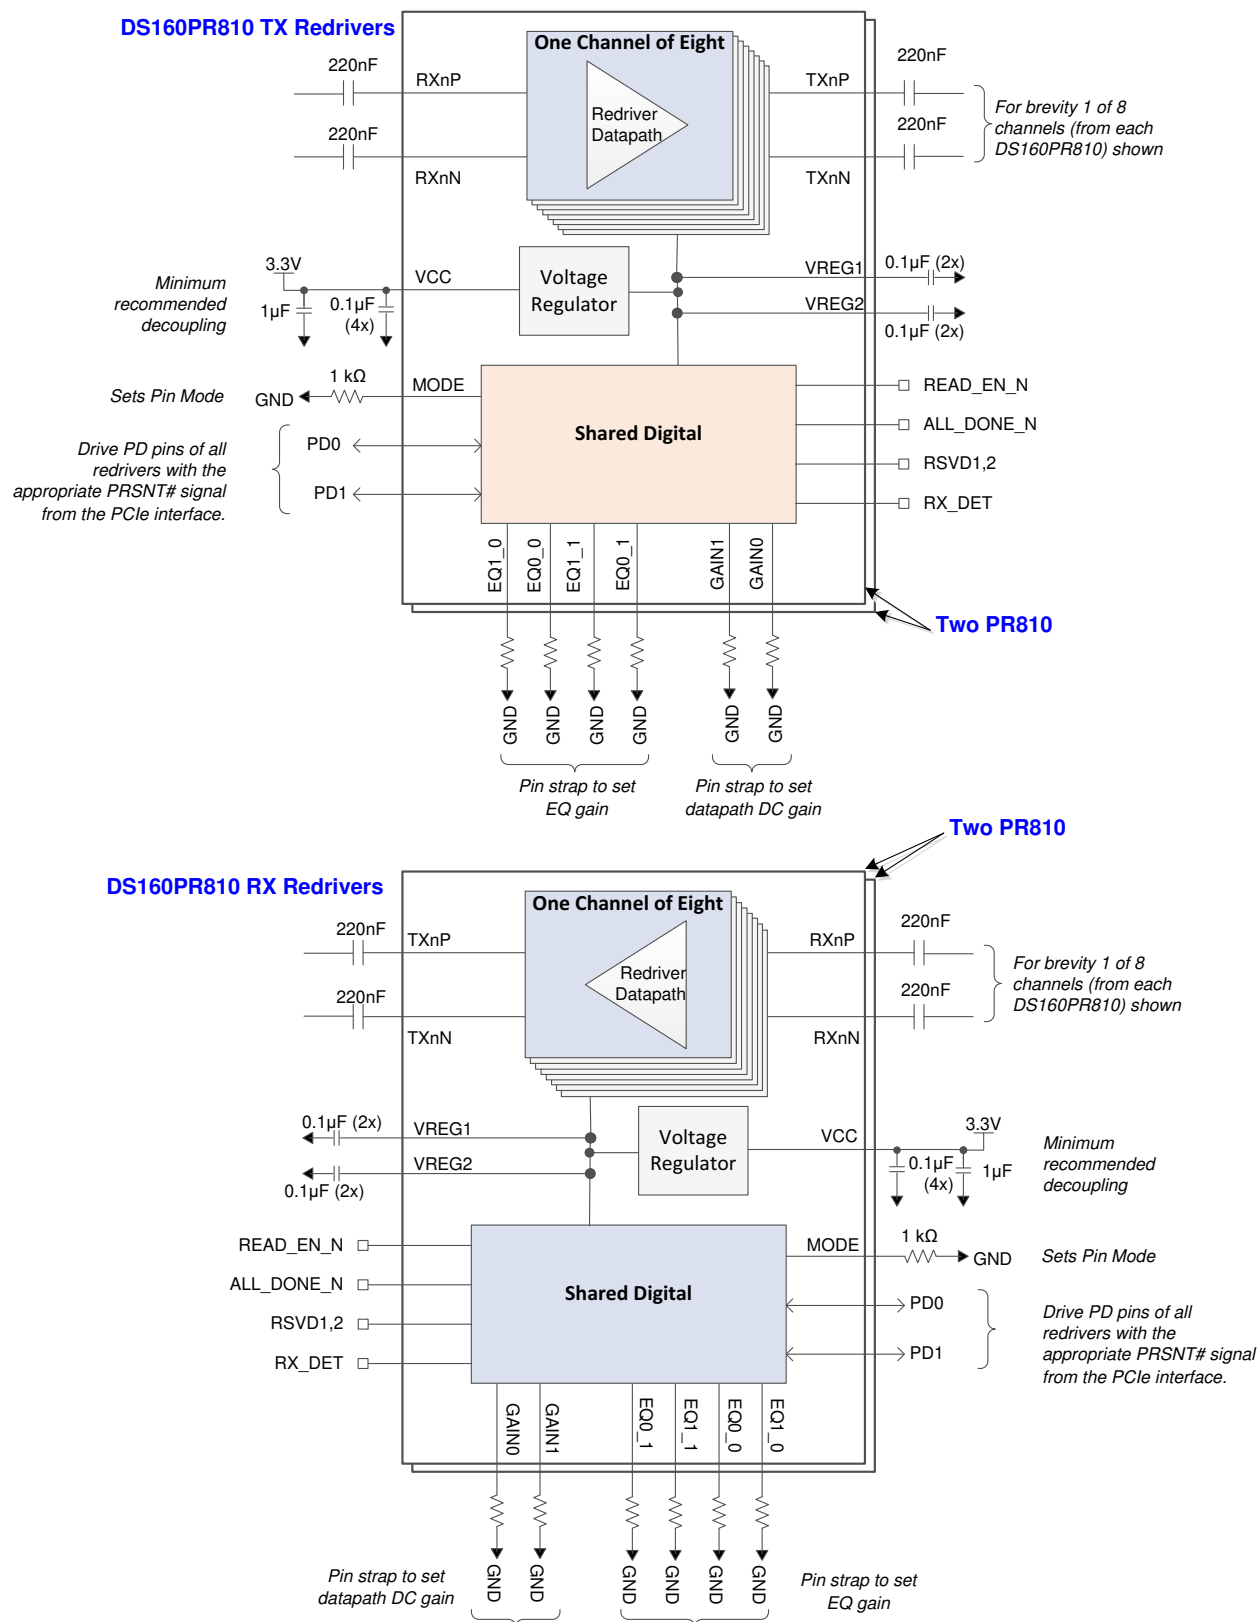 DS160PR810 TX Redrivers
One Channel of Eight
220nF
RXnP
TXnP
220nF
Redriver
Datapath
For brevity 1 of 8
channels (from each
DS160PR810) shown
220nF
RXnN
TXnN
220nF
Minimum
recommended
decoupling
3.3V
1µF
0.1µF
(4x)
VCC
Voltage
Regulator
VREG1
0.1µF (2x)
VREG2
0.1µF (2x)
Sets Pin Mode
GND
1 kΩ
MODE
Shared Digital
READ_EN_N
ALL_DONE_N
RSVD1,2
RX_DET
Drive PD pins of all
redrivers with the
appropriate PRSNT# signal
from the PCIe interface.
PD0
PD1
EQ1_0
EQ0_0
EQ1_1
EQ0_1
GAIN1
GAIN0
Two PR810
GND
GND
GND
GND
GND
GND
Pin strap to set
EQ gain
Pin strap to set
datapath DC gain
Two PR810
DS160PR810 RX Redrivers
One Channel of Eight
220nF
TXnP
RXnP
220nF
Redriver
Datapath
For brevity 1 of 8
channels (from each
DS160PR810) shown
220nF
TXnN
RXnN
220nF
0.1µF (2x)
VREG1
VREG2
0.1µF (2x)
Voltage
Regulator
VCC
3.3V
0.1µF
(4x)
1µF
Minimum
recommended
decoupling
READ_EN_N
ALL_DONE_N
RSVD1,2
RX_DET
Shared Digital
MODE
1 kΩ
GND
Sets Pin Mode
PD0
PD1
Drive PD pins of all
redrivers with the
appropriate PRSNT# signal
from the PCIe interface.
GAIN0
GAIN1
EQ0_1
EQ1_1
EQ0_0
EQ1_0
GND
GND
GND
GND
GND
GND
Pin strap to set
datapath DC gain
Pin strap to set
EQ gain